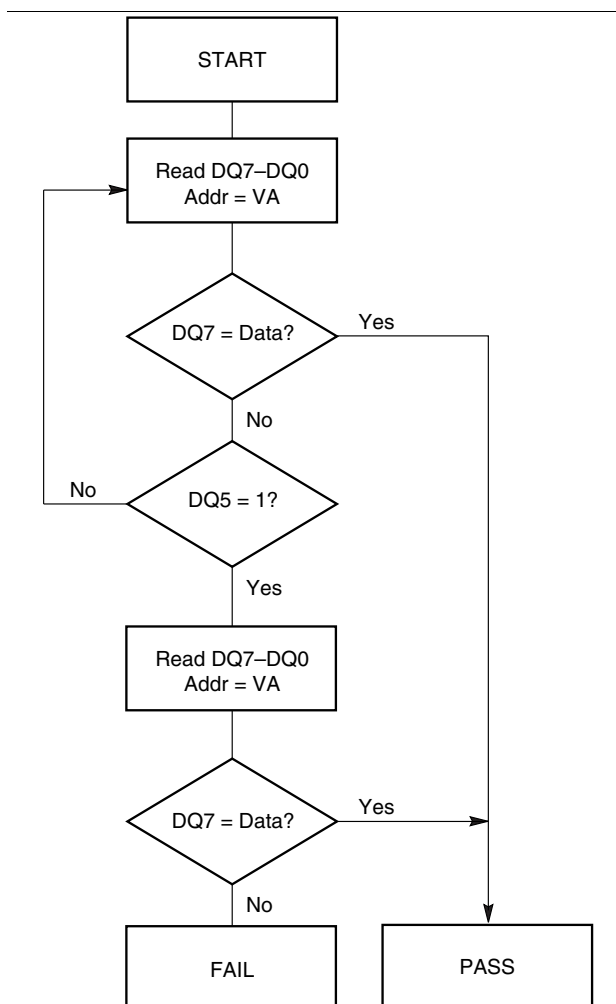 START
Read DQ7–DQ0
Addr = VA
DQ7 = Data?
Yes
No
No
DQ5 = 1?
Yes
Read DQ7–DQ0
Addr = VA
DQ7 = Data?
Yes
No
FAIL
PASS